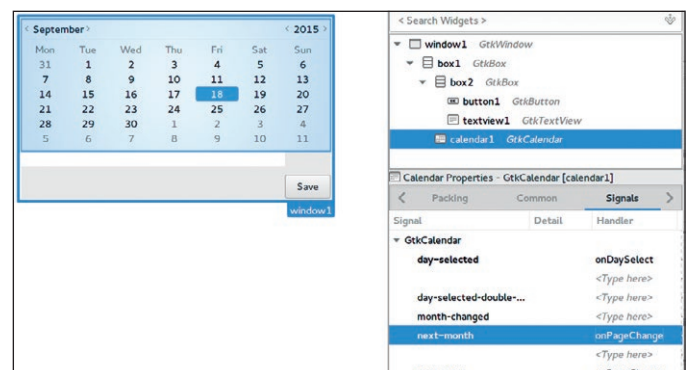 September
2015
Mon Tue Wed Thu Fri Sat Sun
31 1 2 3 4 5 6
7 8 9 10 11 12 13
14 15 16 17 18 19 20
21 22 23 24 25 26 27
28 29 30 1 2 3 4
5 6 7 8 9 10 11
Save
window1
< Search Widgets >
window1 GtkWindow
box1 GtkBox
box2 GtkBox
button1 GtkButton
textview1 GtkTextView
calendar1 GtkCalendar
Calendar Properties - GtkCalendar [calendar1]
Packing Common Signals
Signal Detail Handler
GtkCalendar
day-selected onDaySelect
<Type here>
day-selected-double-... <Type here>
month-changed <Type here>
next-month onPageChange
<Type here>